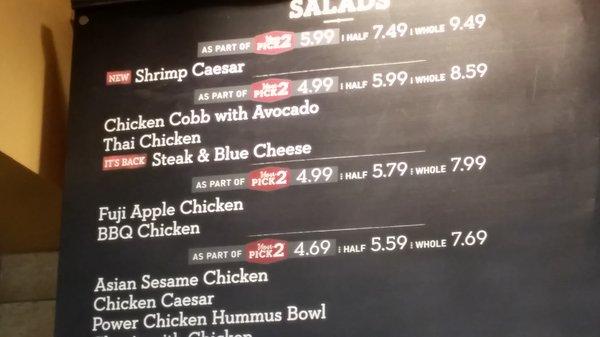 SALADS
AS PART OF You PICK 2 5.99 HALF 7.49 WHOLE 9.49
NEW Shrimp Caesar
AS PART OF You PICK 2 4.99 HALF 5.99 WHOLE 8.59
Chicken Cobb with Avocado
Thai Chicken
IT'S BACK Steak & Blue Cheese
AS PART OF You PICK 2 4.99 HALF 5.79 WHOLE 7.99
Fuji Apple Chicken
BBQ Chicken
AS PART OF You PICK 2 4.69 HALF 5.59 WHOLE 7.69
Asian Sesame Chicken
Chicken Caesar
Power Chicken Hummus Bowl
with Chicken